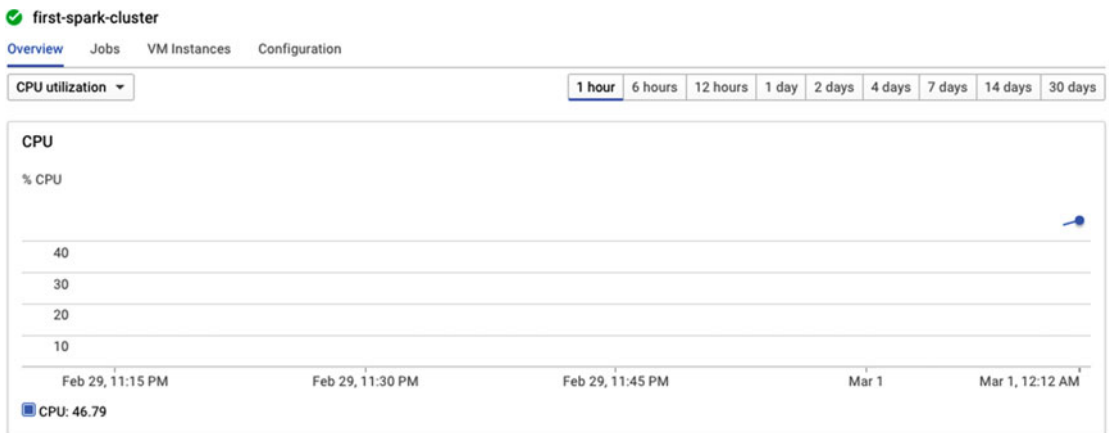 first-spark-cluster
Overview Jobs VM Instances Configuration
CPU utilization 1 hour 6 hours 12 hours 1 day 2 days 4 days 7 days 14 days 30 days
CPU
% CPU
40
30
20
10
Feb 29, 11:15 PM Feb 29, 11:30 PM Feb 29, 11:45 PM Mar 1 Mar 1, 12:12 AM
CPU: 46.79